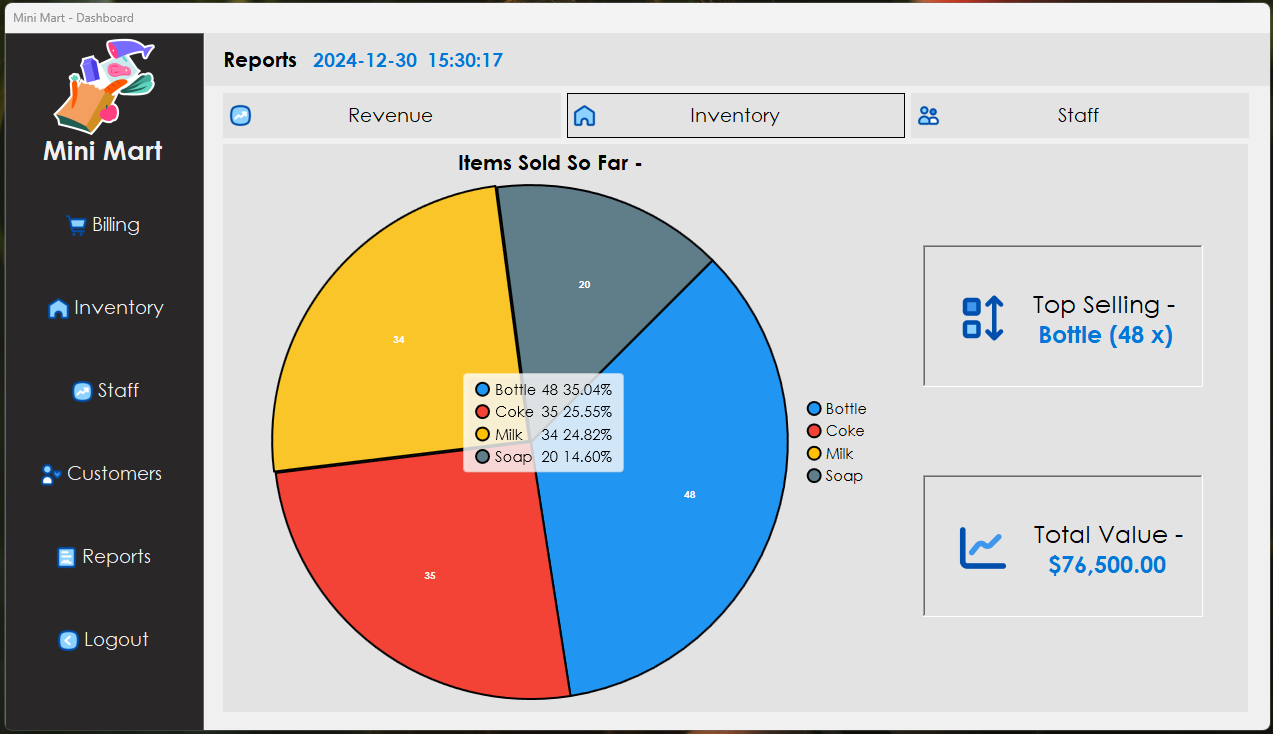 Mini Mart - Dashboard
Mini Mart
Billing
Inventory
Staff
Customers
Reports
Logout
Reports 2024-12-30 15:30:17
Revenue
Inventory
Staff
Items Sold So Far -
20
34
48
35
Bottle 48 35.04%
Coke 35 25.55%
Milk 34 24.82%
Soap 20 14.60%
Bottle
Coke
Milk
Soap
Top Selling -
Bottle (48 x)
Total Value -
$76,500.00